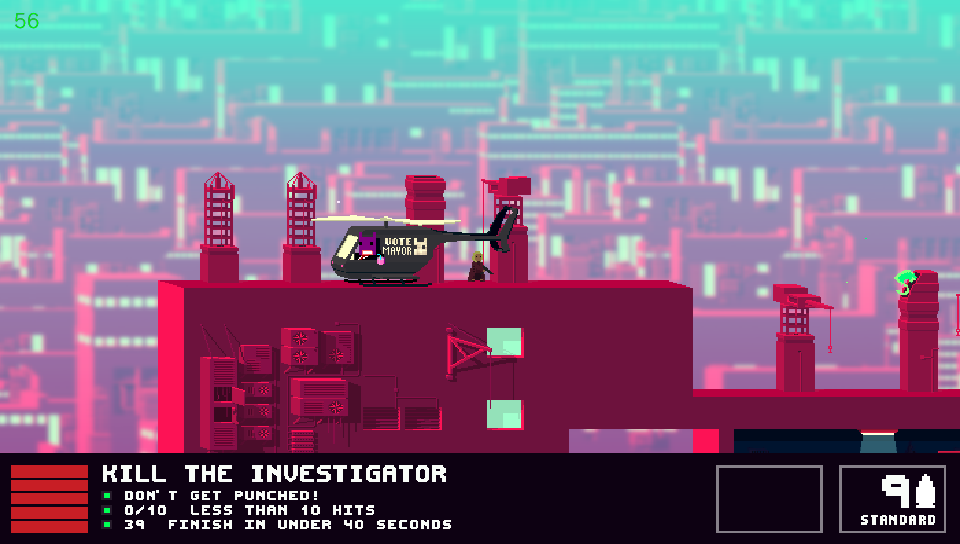 56
VOTE
MAYOR
KILL THE INVESTIGATOR
DON'T GET PUNCHED!
0/10 LESS THAN 10 HITS
39 FINISH IN UNDER 40 SECONDS
9
STANDARD